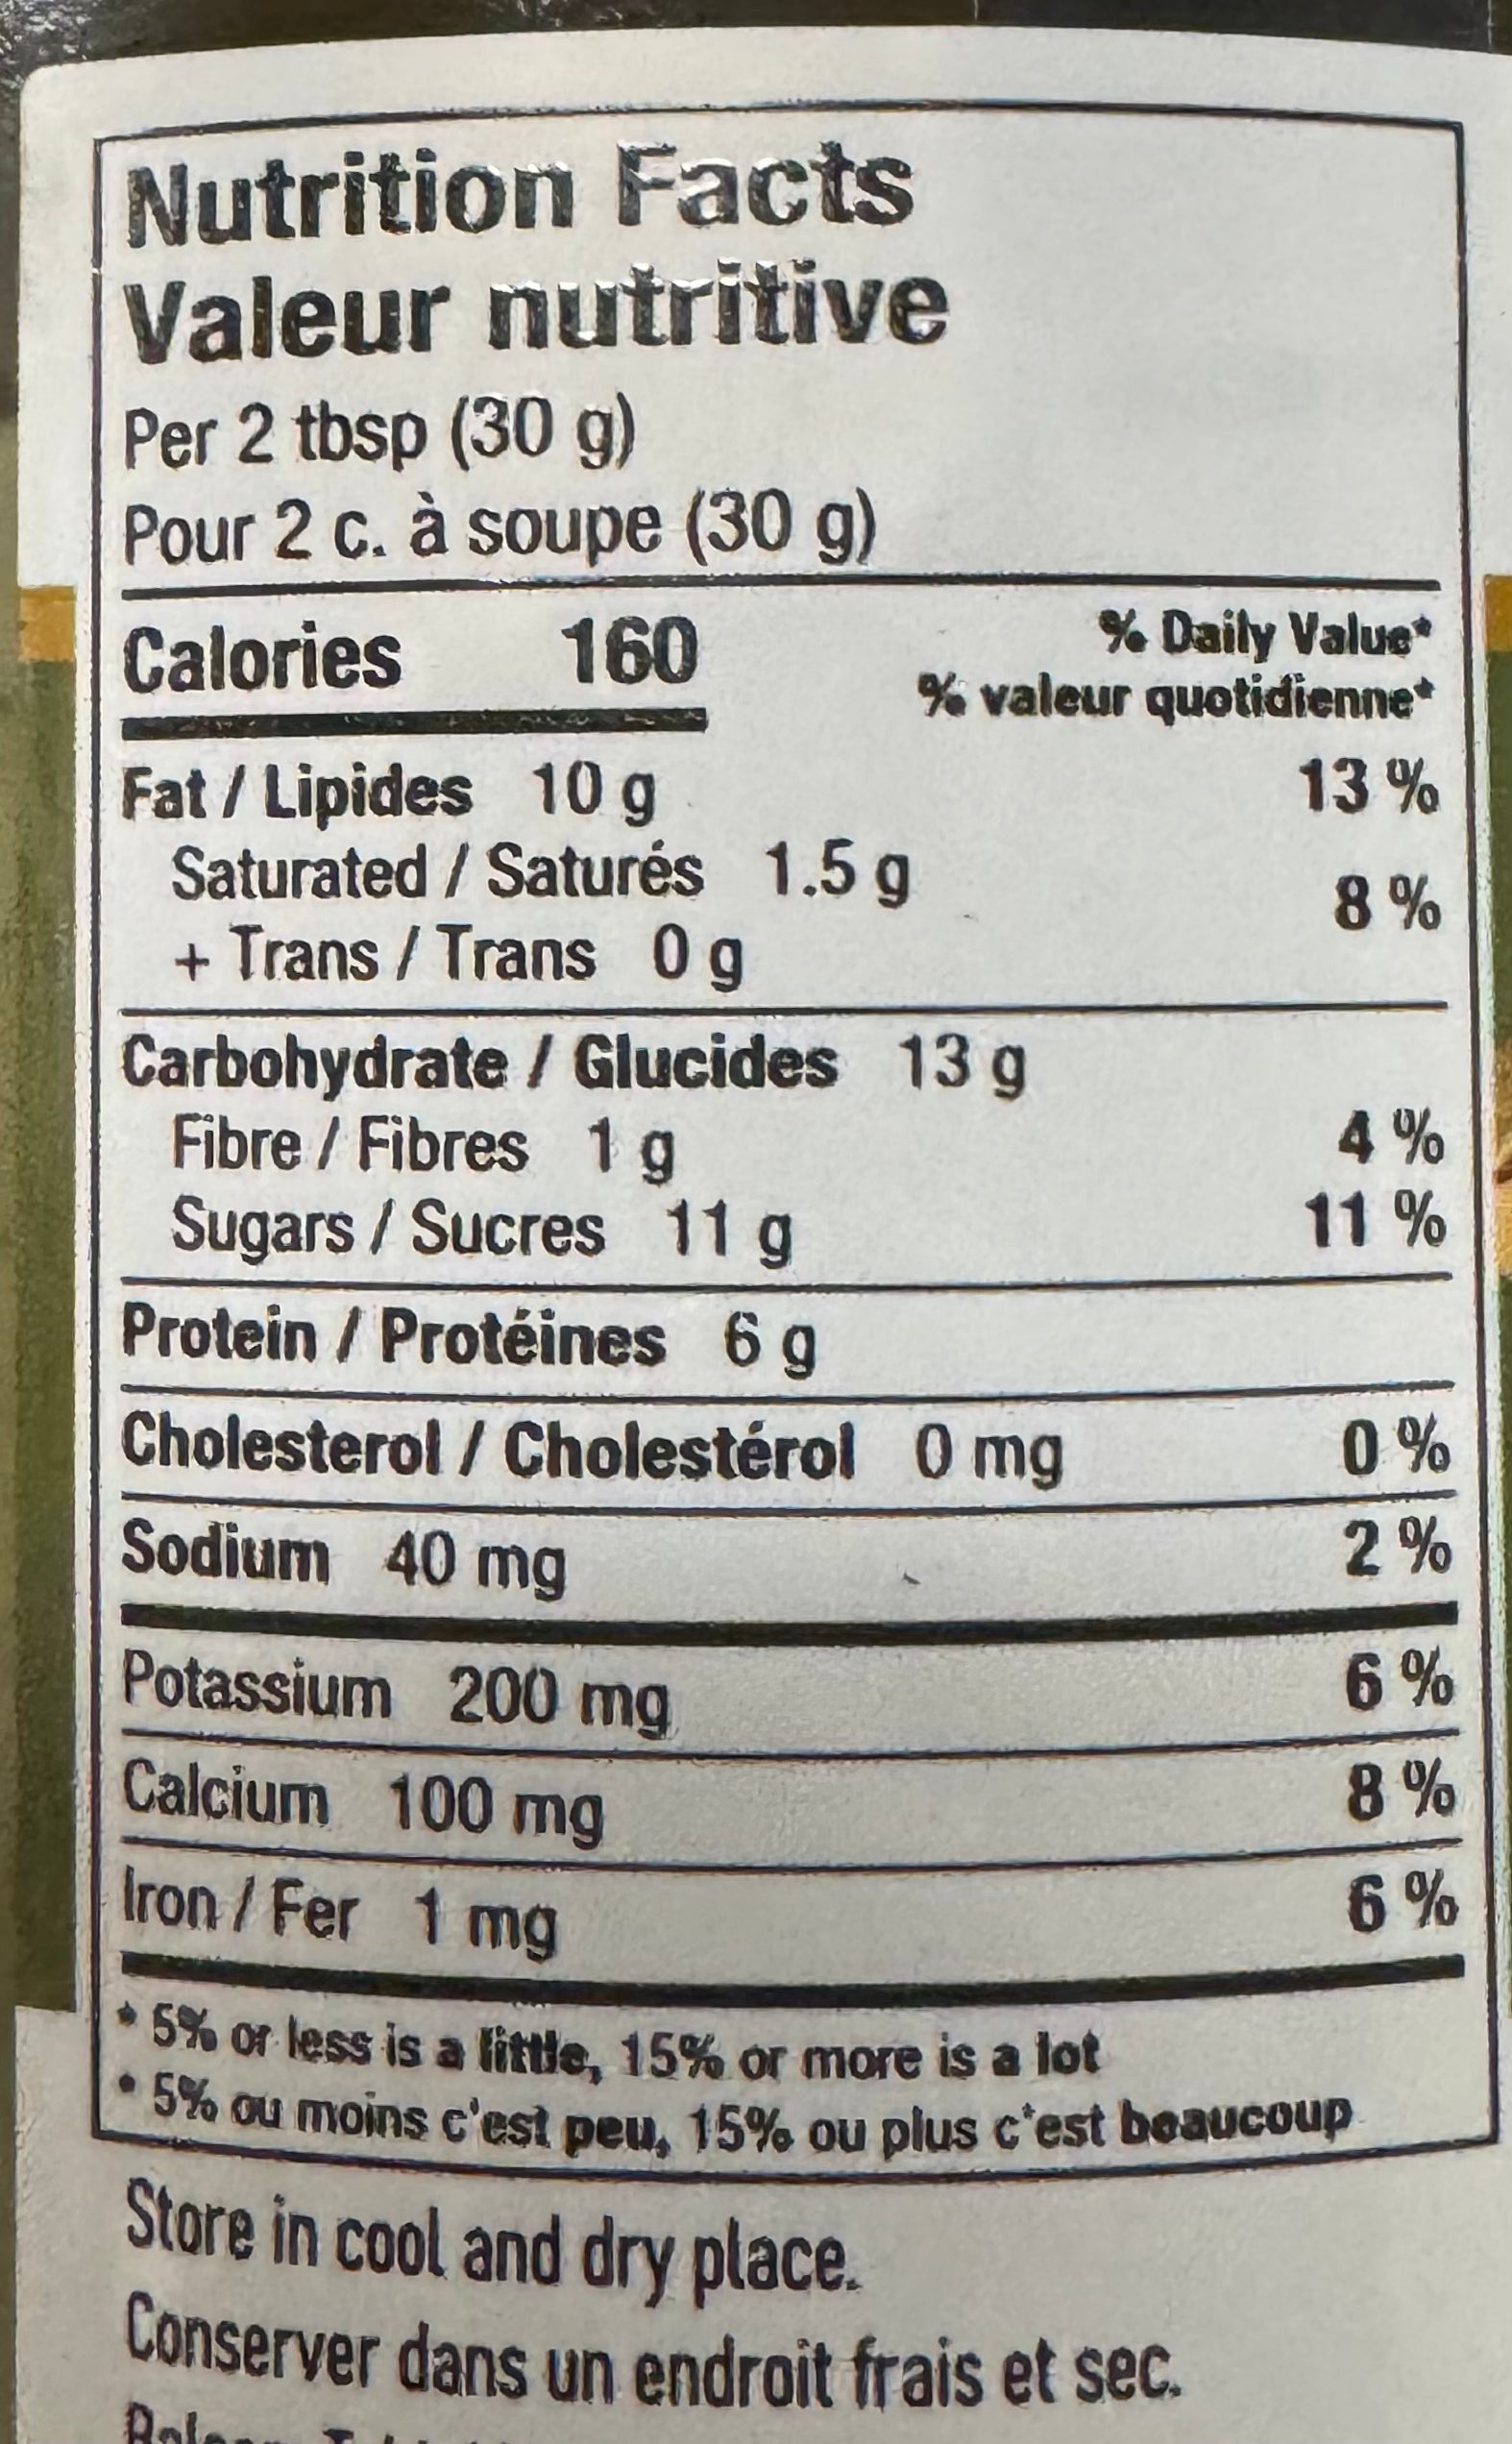 Nutrition Facts
Valeur nutritive
Per 2 tbsp (30 g)
Pour 2 c. à soupe (30 g)
Calories 160
% Daily Value*
% valeur quotidienne*
Fat / Lipides 10 g 13 %
Saturated / Saturés 1.5 g
+ Trans / Trans 0 g 8 %
Carbohydrate / Glucides 13 g
Fibre / Fibres 1 g 4 %
Sugars / Sucres 11 g 11 %
Protein / Protéines 6 g
Cholesterol / Cholestérol 0 mg 0 %
Sodium 40 mg 2 %
Potassium 200 mg 6 %
Calcium 100 mg 8 %
Iron / Fer 1 mg 6 %
* 5% or less is a little, 15% or more is a lot
* 5% ou moins c'est peu, 15% ou plus c'est beaucoup
Store in cool and dry place.
Conserver dans un endroit frais et sec.